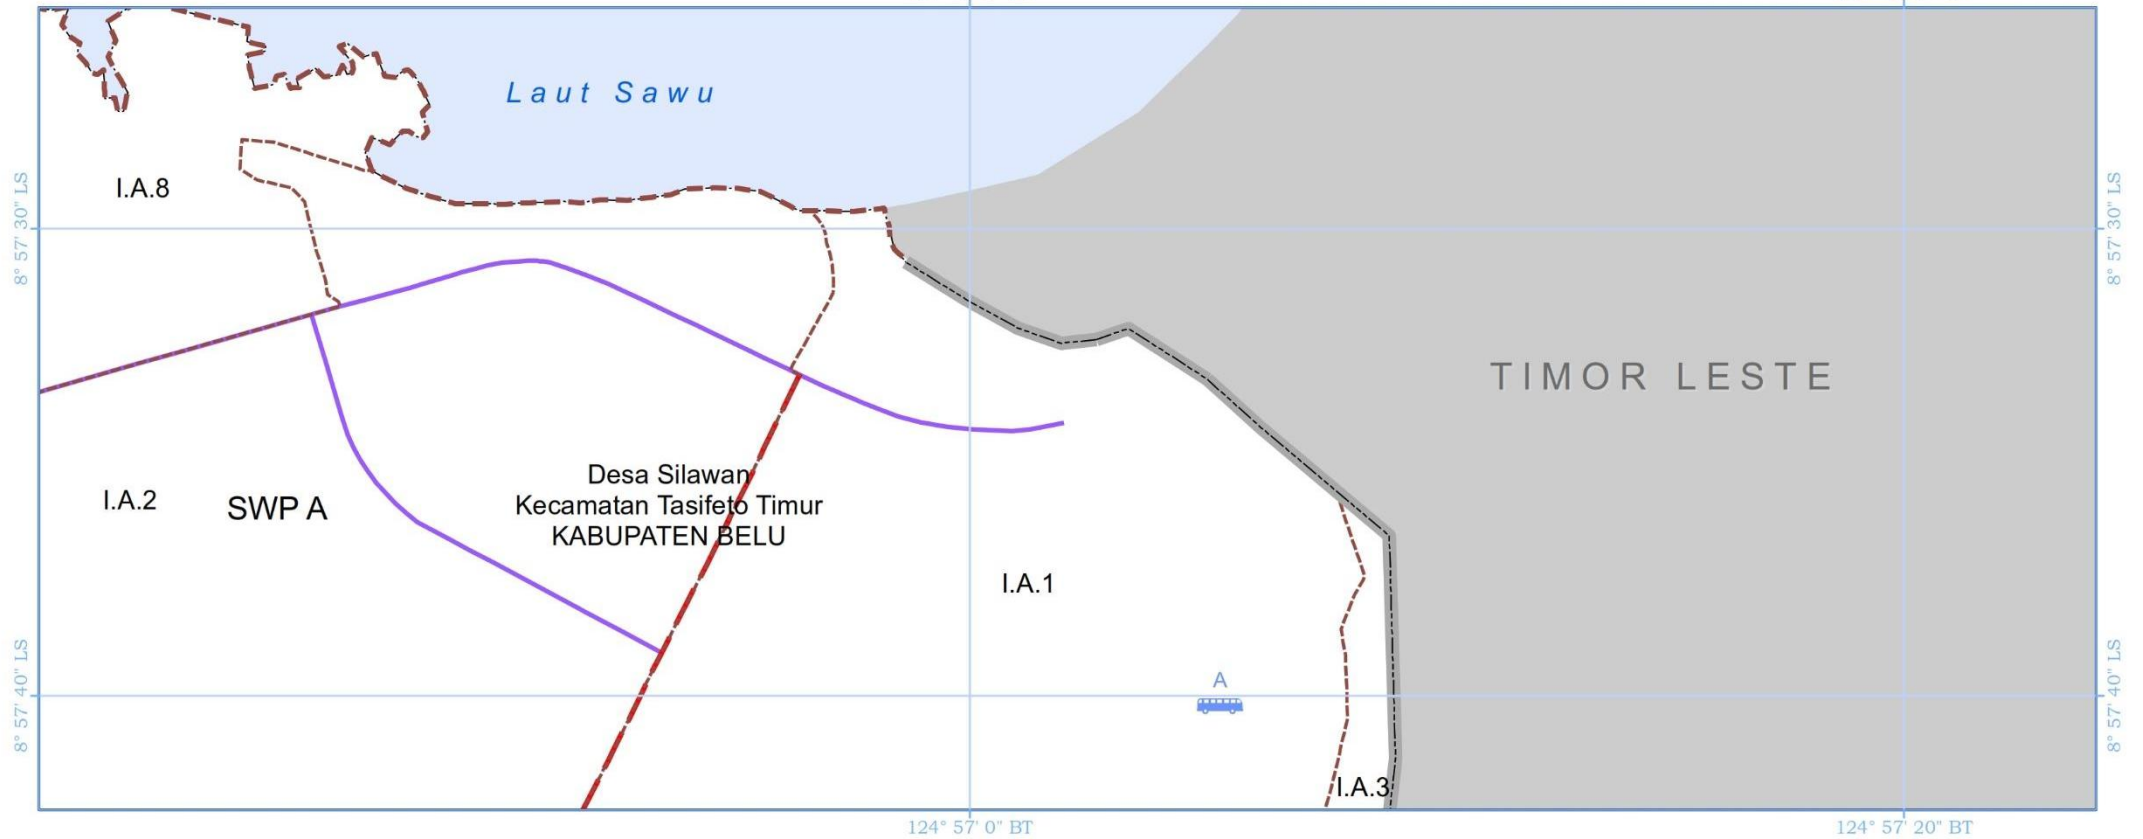 Laut Sawu
I.A.8
8° 57' 30" LS
8° 57' 30" LS
TIMOR LESTE
Desa Silawan
Kecamatan Tasifeto Timur
KABUPATEN BELU
I.A.2
SWP A
I.A.1
A
8° 57' 40" LS
8° 57' 40" LS
I.A.3
124° 57' 0" BT
124° 57' 20" BT